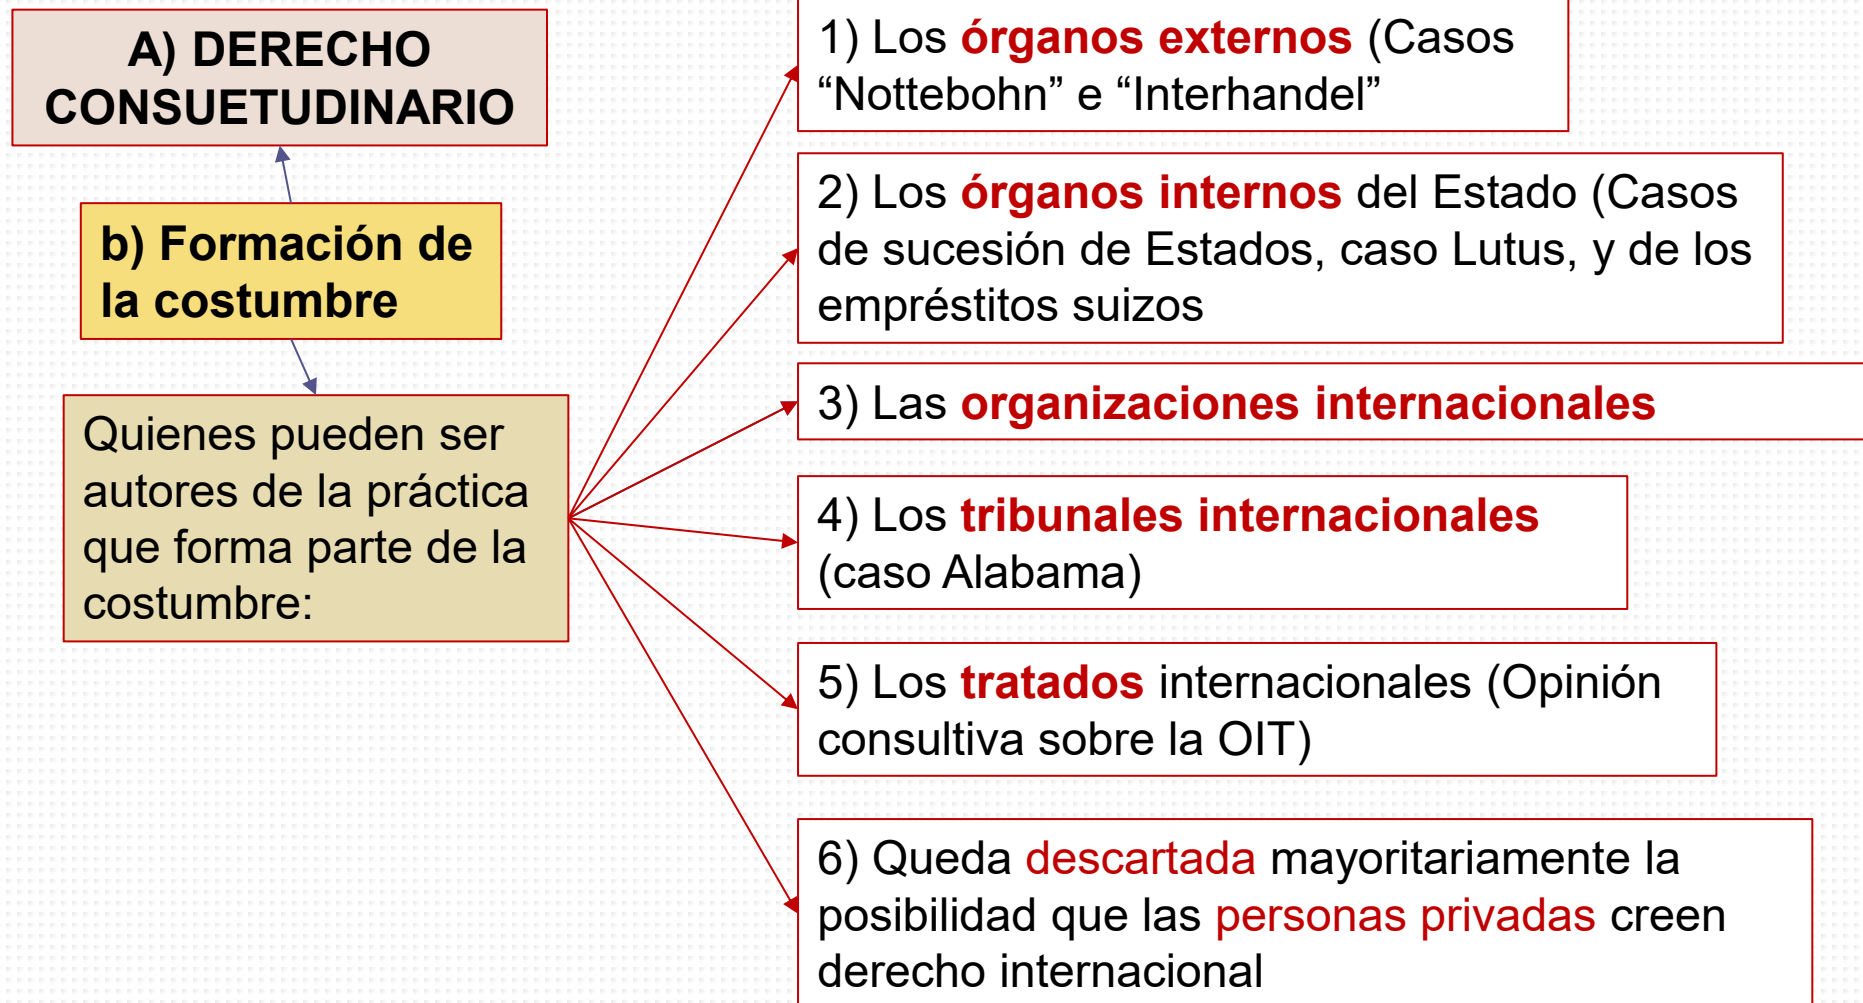 A) DERECHO
CONSUETUDINARIO
b) Formación de
la costumbre
Quienes pueden ser
autores de la práctica
que forma parte de la
costumbre:
1) Los órganos externos (Casos
“Nottebohn” e “Interhandel”
2) Los órganos internos del Estado (Casos
de sucesión de Estados, caso Lutus, y de los
empréstitos suizos
3) Las organizaciones internacionales
4) Los tribunales internacionales
(caso Alabama)
5) Los tratados internacionales (Opinión
consultiva sobre la OIT)
6) Queda descartada mayoritariamente la
posibilidad que las personas privadas creen
derecho internacional